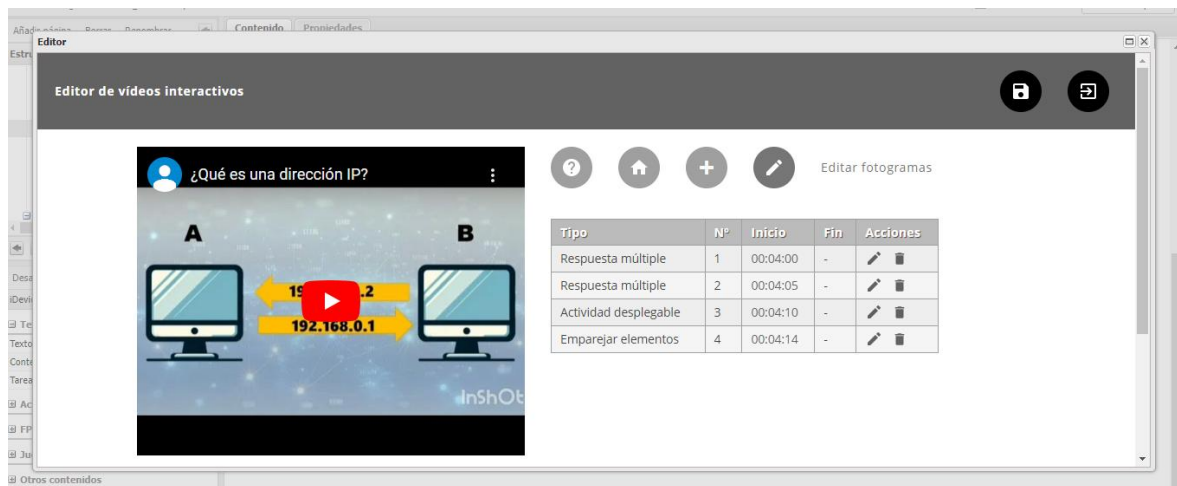 Contenido Propiedades
Editor
Editor de vídeos interactivos
¿Qué es una dirección IP?
Editar fotogramas
A B
192.168.0.1
InShOt
Tipo Nº Inicio Fin Acciones
Respuesta múltiple 1 00:04:00 -
Respuesta múltiple 2 00:04:05 -
Actividad desplegable 3 00:04:10 -
Emparejar elementos 4 00:04:14 -
Otros contenidos